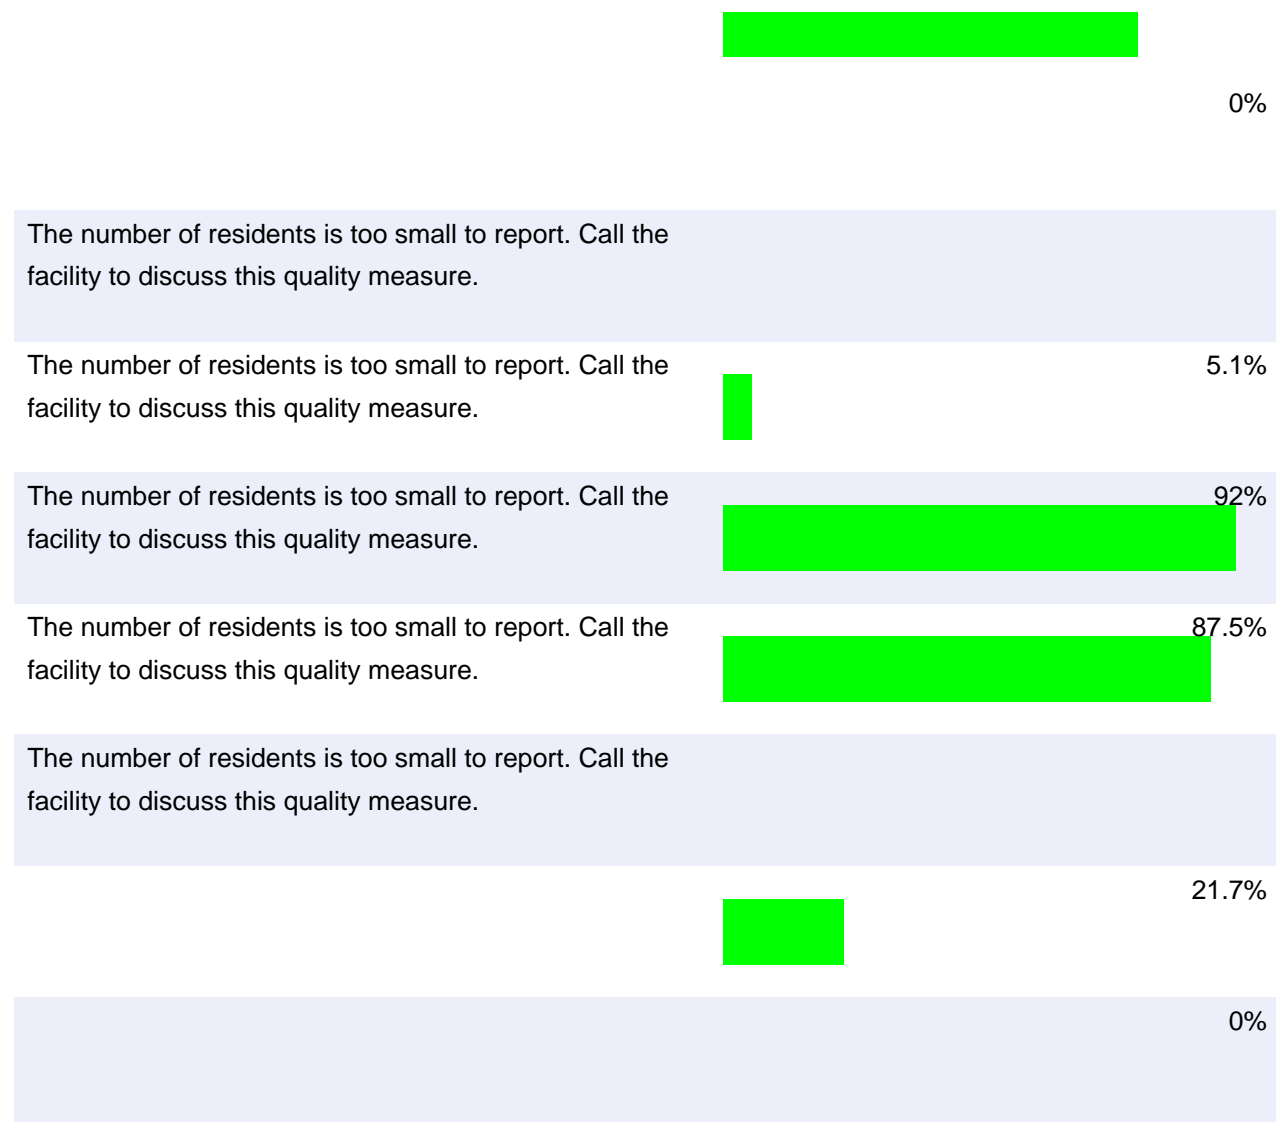 0%
The number of residents is too small to report. Call the
facility to discuss this quality measure.
The number of residents is too small to report. Call the
facility to discuss this quality measure.
5.1%
The number of residents is too small to report. Call the
facility to discuss this quality measure.
92%
The number of residents is too small to report. Call the
facility to discuss this quality measure.
87.5%
The number of residents is too small to report. Call the
facility to discuss this quality measure.
21.7%
0%